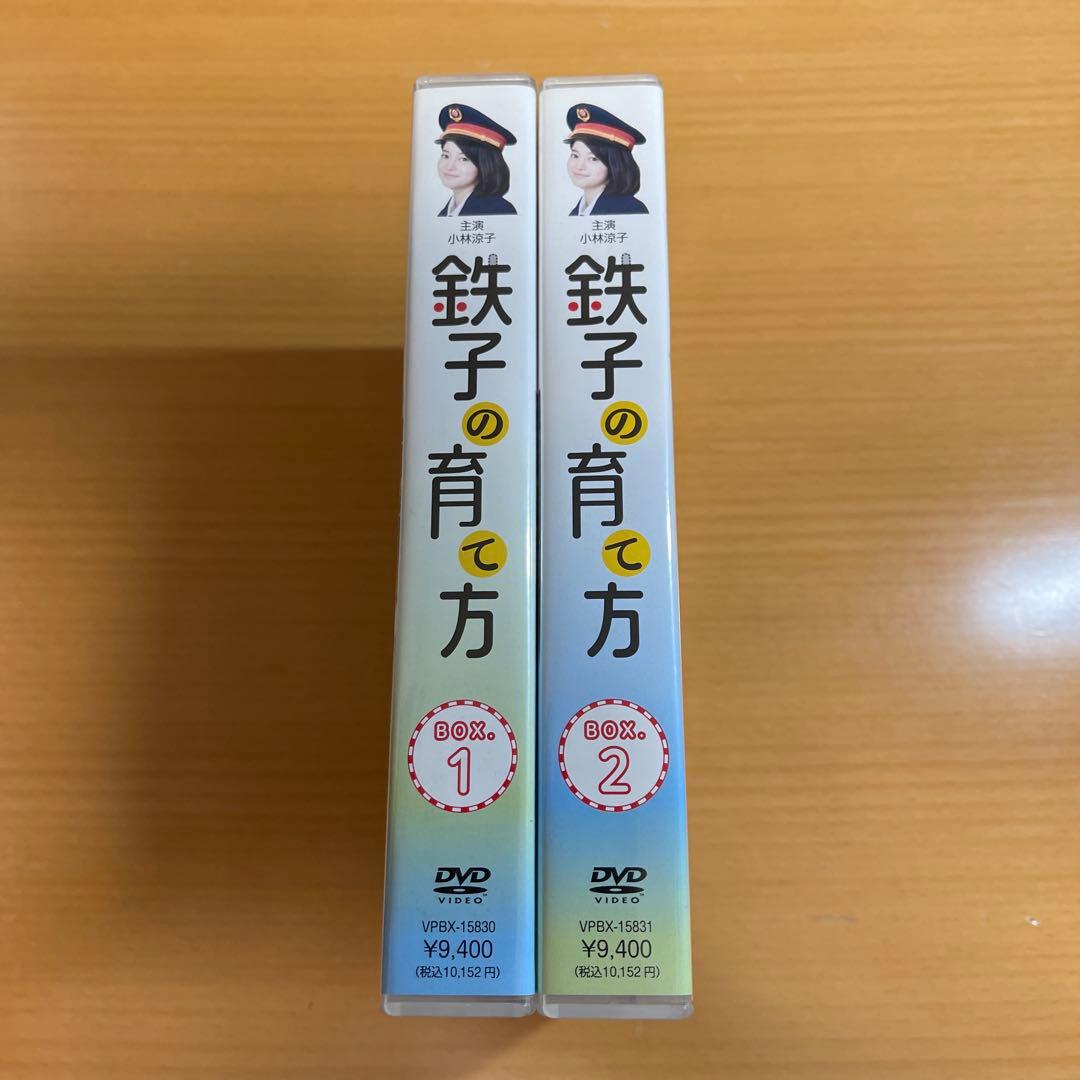 主演
小林涼子
鉄子の育て方
BOX.
1
DVD
VIDEO™
VPBX-15830
¥9,400
(税込10,152円)
主演
小林涼子
鉄子の育て方
BOX.
2
DVD
VIDEO™
VPBX-15831
¥9,400
(税込10,152円)